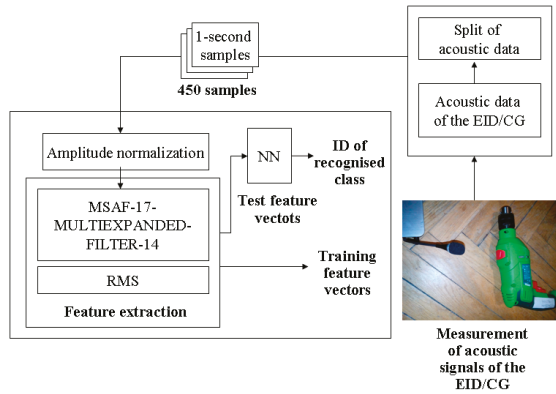 1-second
samples
450 samples
Split of
acoustic data
Acoustic data
of the EID/CG
Amplitude normalization
MSAF-17-
MULTIEXPANDED-
FILTER-14
RMS
Feature extraction
NN
ID of
recognised
class
Test feature
vectots
Training
feature
vectors
Measurement
of acoustic
signals of the
EID/CG